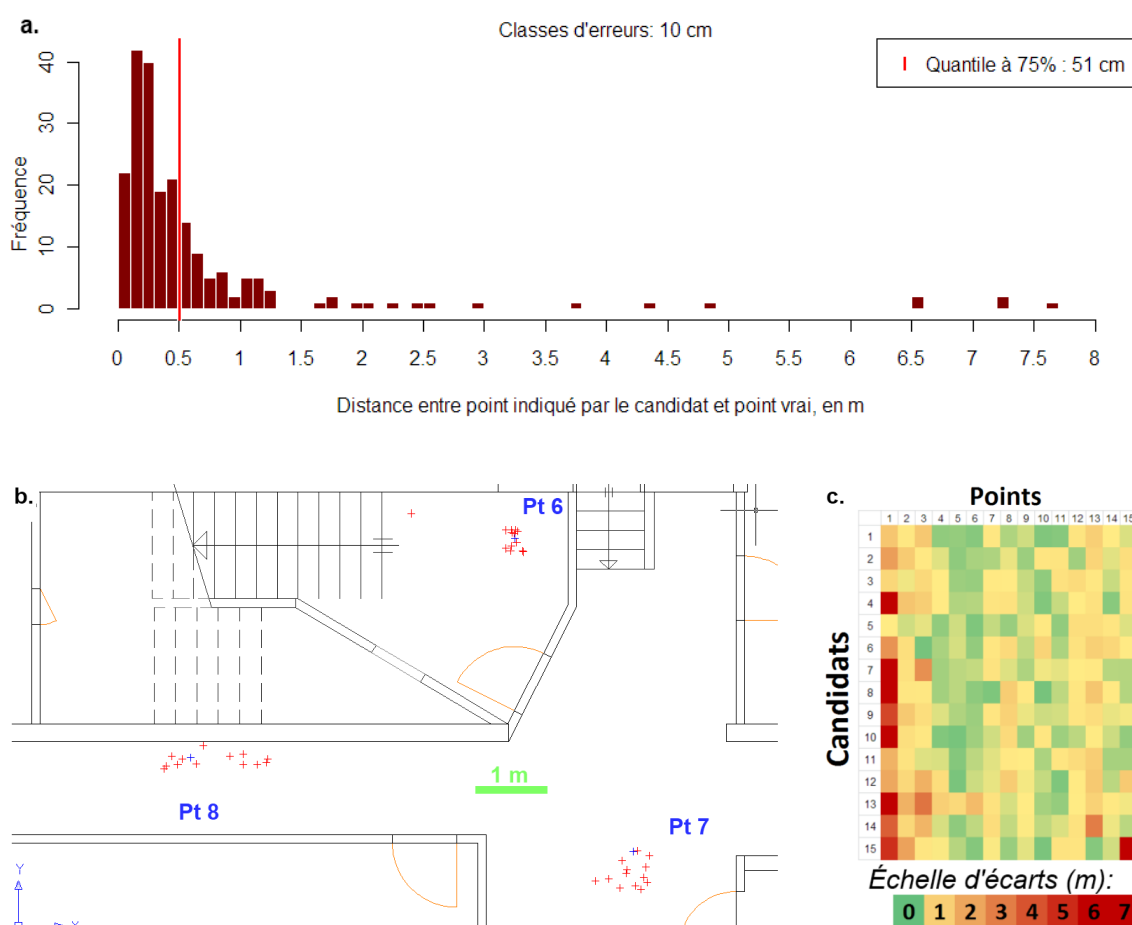 a.
Classes d'erreurs: 10 cm
Quantile à 75% : 51 cm
Fréquence
0 10 20 30 40
0 0.5 1 1.5 2 2.5 3 3.5 4 4.5 5 5.5 6 6.5 7 7.5 8
Distance entre point indiqué par le candidat et point vrai, en m
b.
Pt 6
1 m
Pt 8
Pt 7
Y
X
c.
Points
1 2 3 4 5 6 7 8 9 10 11 12 13 14 15
Candidats
1
2
3
4
5
6
7
8
9
10
11
12
13
14
15
Échelle d'écarts (m):
0 1 2 3 4 5 6 7